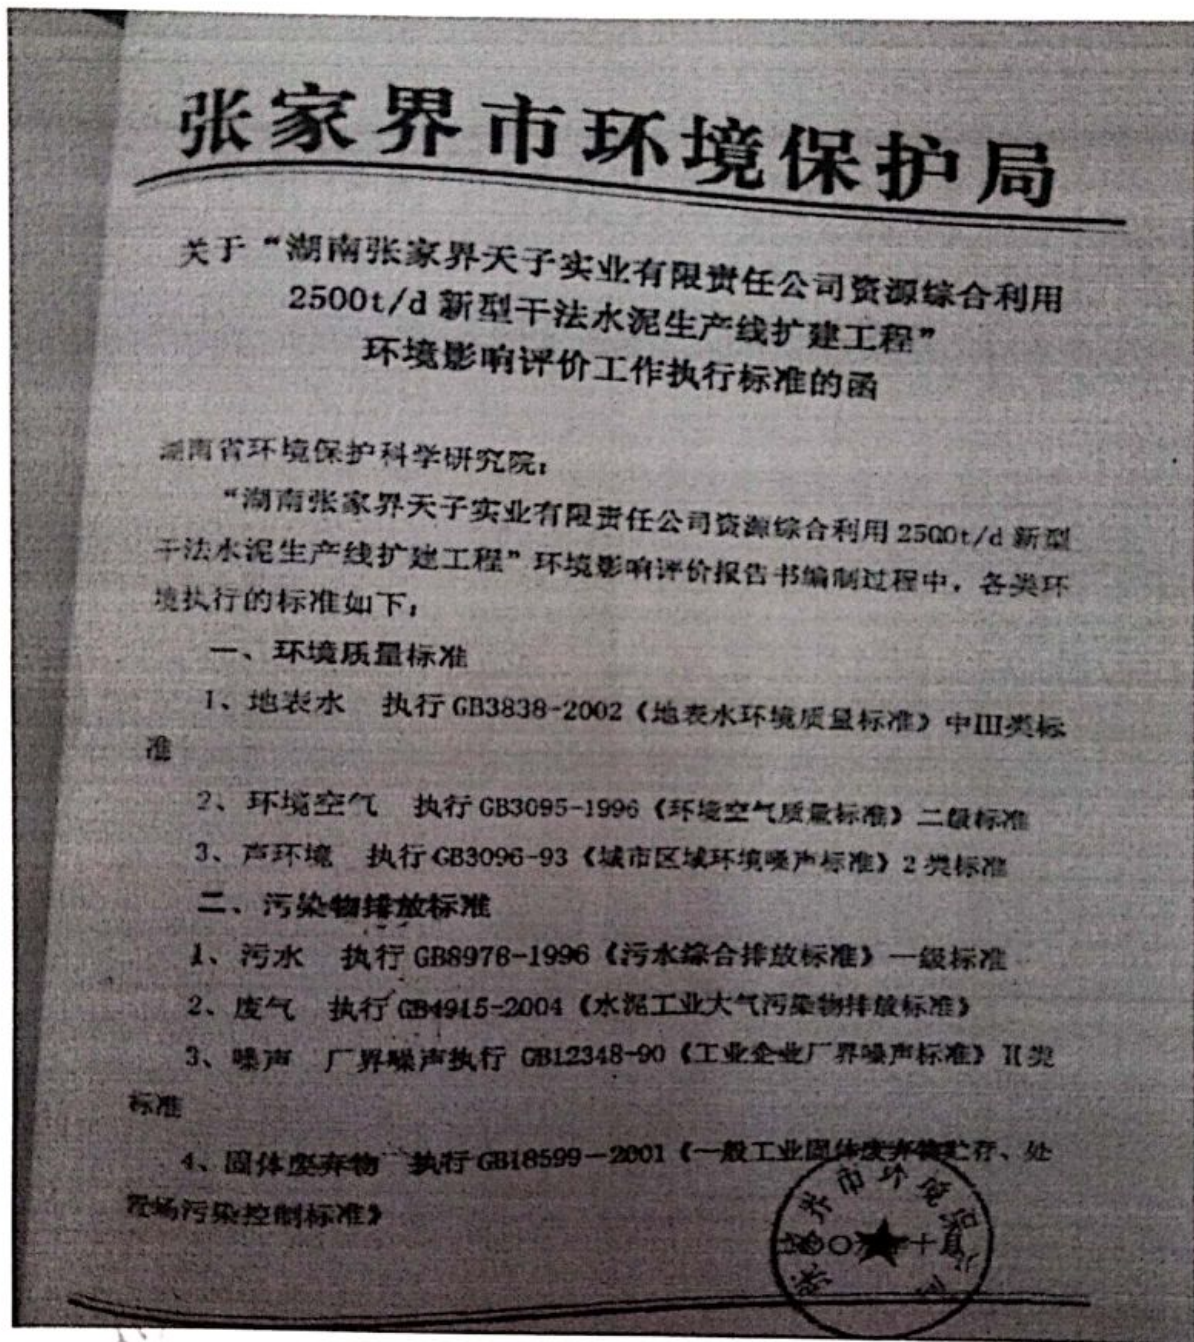 张家界市环境保护局
关于“湖南张家界天子实业有限责任公司资源综合利用
2500t/d新型干法水泥生产线扩建工程”
环境影响评价工作执行标准的函
湖南省环境保护科学研究院：
“湖南张家界天子实业有限责任公司资源综合利用2500t/d新型
干法水泥生产线扩建工程”环境影响评价报告书编制过程中，各类环
境执行的标准如下：
一、环境质量标准
1、地表水 执行GB3838-2002《地表水环境质量标准》中III类标
准
2、环境空气 执行GB3095-1996《环境空气质量标准》二级标准
3、声环境 执行GB3096-93《城市区域环境噪声标准》2类标准
二、污染物排放标准
1、污水 执行GB8978-1996《污水综合排放标准》一级标准
2、废气 执行GB4915-2004《水泥工业大气污染物排放标准》
3、噪声 厂界噪声执行 GB12348-90《工业企业厂界噪声标准》II类
标准
4、固体废弃物 执行GB18599-2001《一般工业固体废弃物贮存、处
置场污染控制标准》
张家界市环境保护局